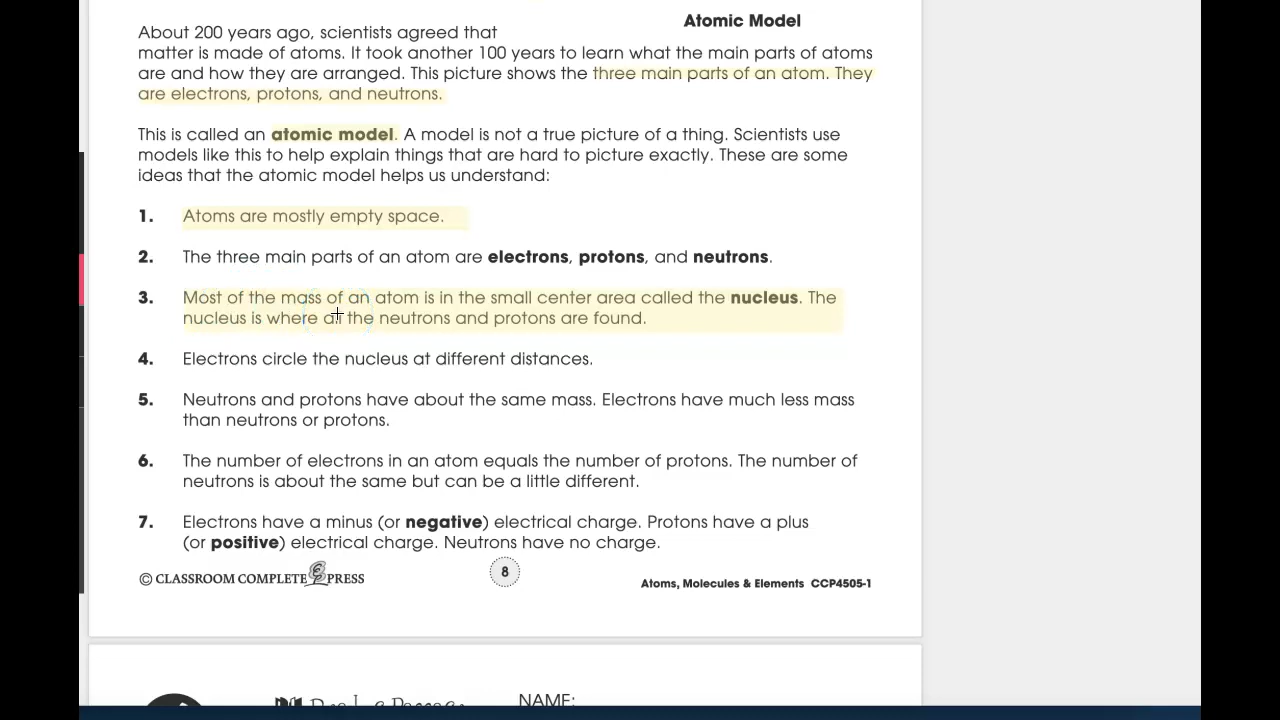 Atomic Model
About 200 years ago, scientists agreed that
matter is made of atoms. It took another 100 years to learn what the main parts of atoms
are and how they are arranged. This picture shows the three main parts of an atom. They
are electrons, protons, and neutrons.
This is called an atomic model. A model is not a true picture of a thing. Scientists use
models like this to help explain things that are hard to picture exactly. These are some
ideas that the atomic model helps us understand:
1. Atoms are mostly empty space.
2. The three main parts of an atom are electrons, protons, and neutrons.
3. Most of the mass of an atom is in the small center area called the nucleus. The
nucleus is where all the neutrons and protons are found.
4. Electrons circle the nucleus at different distances.
5. Neutrons and protons have about the same mass. Electrons have much less mass
than neutrons or protons.
6. The number of electrons in an atom equals the number of protons. The number of
neutrons is about the same but can be a little different.
7. Electrons have a minus (or negative) electrical charge. Protons have a plus
(or positive) electrical charge. Neutrons have no charge.
© CLASSROOM COMPLETE PRESS
8
Atoms, Molecules & Elements CCP4505-1
NAME: